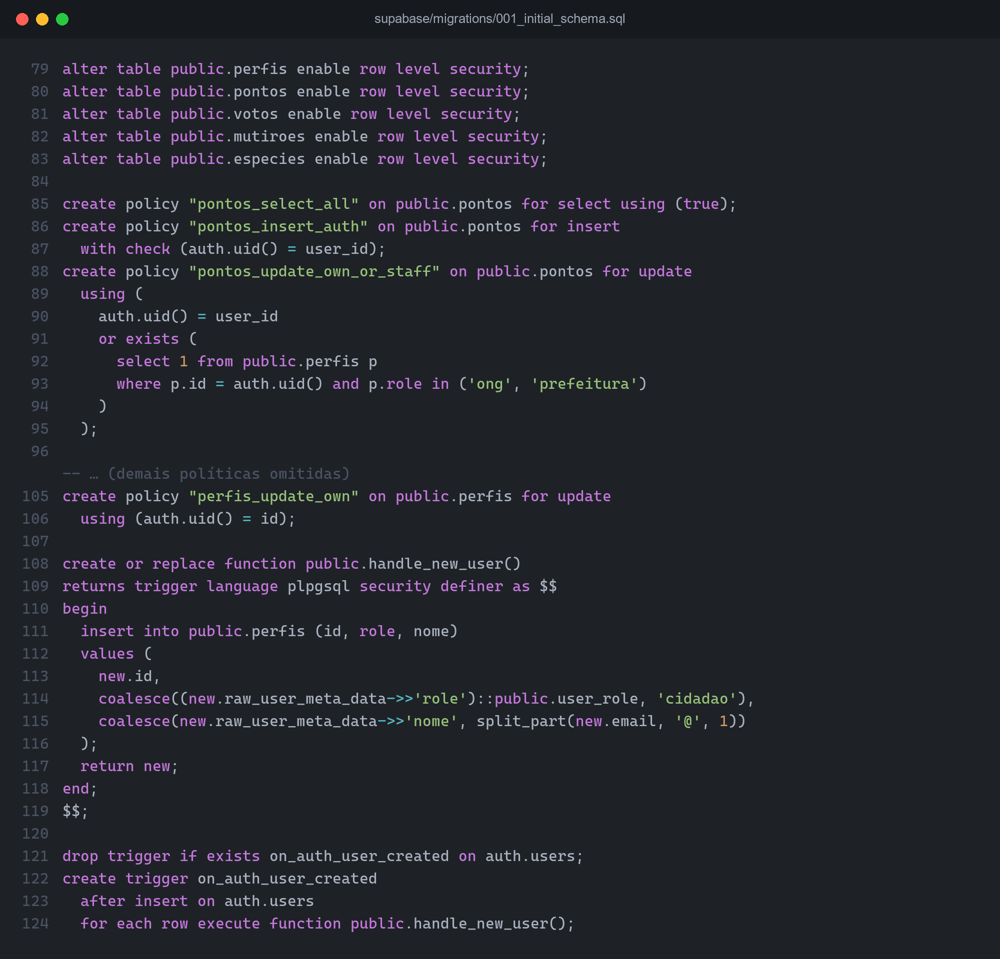 supabase/migrations/001_initial_schema.sql
79 alter table public.perfis enable row level security;
80 alter table public.pontos enable row level security;
81 alter table public.votos enable row level security;
82 alter table public.mutiroes enable row level security;
83 alter table public.especies enable row level security;
84
85 create policy "pontos_select_all" on public.pontos for select using (true);
86 create policy "pontos_insert_auth" on public.pontos for insert
87   with check (auth.uid() = user_id);
88 create policy "pontos_update_own_or_staff" on public.pontos for update
89   using (
90     auth.uid() = user_id
91     or exists (
92       select 1 from public.perfis p
93       where p.id = auth.uid() and p.role in ('ong', 'prefeitura')
94     )
95   );
96
-- … (demais políticas omitidas)
105 create policy "perfis_update_own" on public.perfis for update
106   using (auth.uid() = id);
107
108 create or replace function public.handle_new_user()
109 returns trigger language plpgsql security definer as $$
110 begin
111   insert into public.perfis (id, role, nome)
112   values (
113     new.id,
114     coalesce((new.raw_user_meta_data->>'role')::public.user_role, 'cidadao'),
115     coalesce(new.raw_user_meta_data->>'nome', split_part(new.email, '@', 1))
116   );
117   return new;
118 end;
119 $$;
120
121 drop trigger if exists on_auth_user_created on auth.users;
122 create trigger on_auth_user_created
123   after insert on auth.users
124   for each row execute function public.handle_new_user();